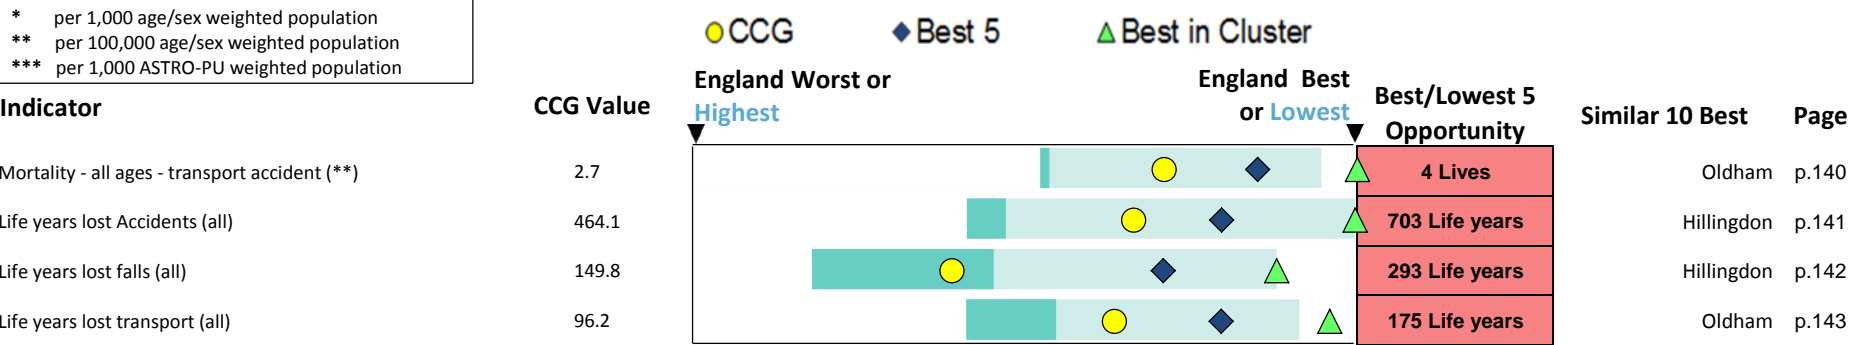 * per 1,000 age/sex weighted population
** per 100,000 age/sex weighted population
*** per 1,000 ASTRO-PU weighted population
CCG Best 5 Best in Cluster
Indicator CCG Value England Worst or Highest England Best or Lowest Best/Lowest 5 Opportunity Similar 10 Best Page
Mortality - all ages - transport accident (**) 2.7 4 Lives Oldham p.140
Life years lost Accidents (all) 464.1 703 Life years Hillingdon p.141
Life years lost falls (all) 149.8 293 Life years Hillingdon p.142
Life years lost transport (all) 96.2 175 Life years Oldham p.143